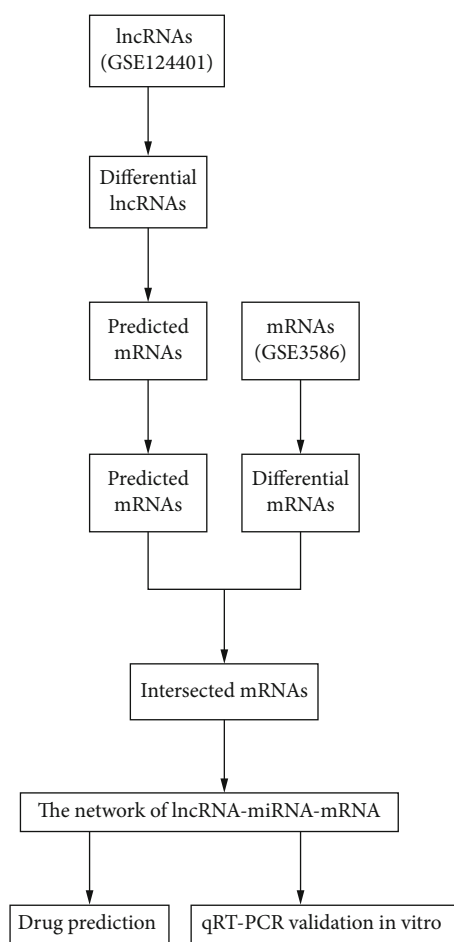 lncRNAs
(GSE124401)
Differential
lncRNAs
Predicted
mRNAs
mRNAs
(GSE3586)
Predicted
mRNAs
Differential
mRNAs
Intersected mRNAs
The network of lncRNA-miRNA-mRNA
Drug prediction
qRT-PCR validation in vitro